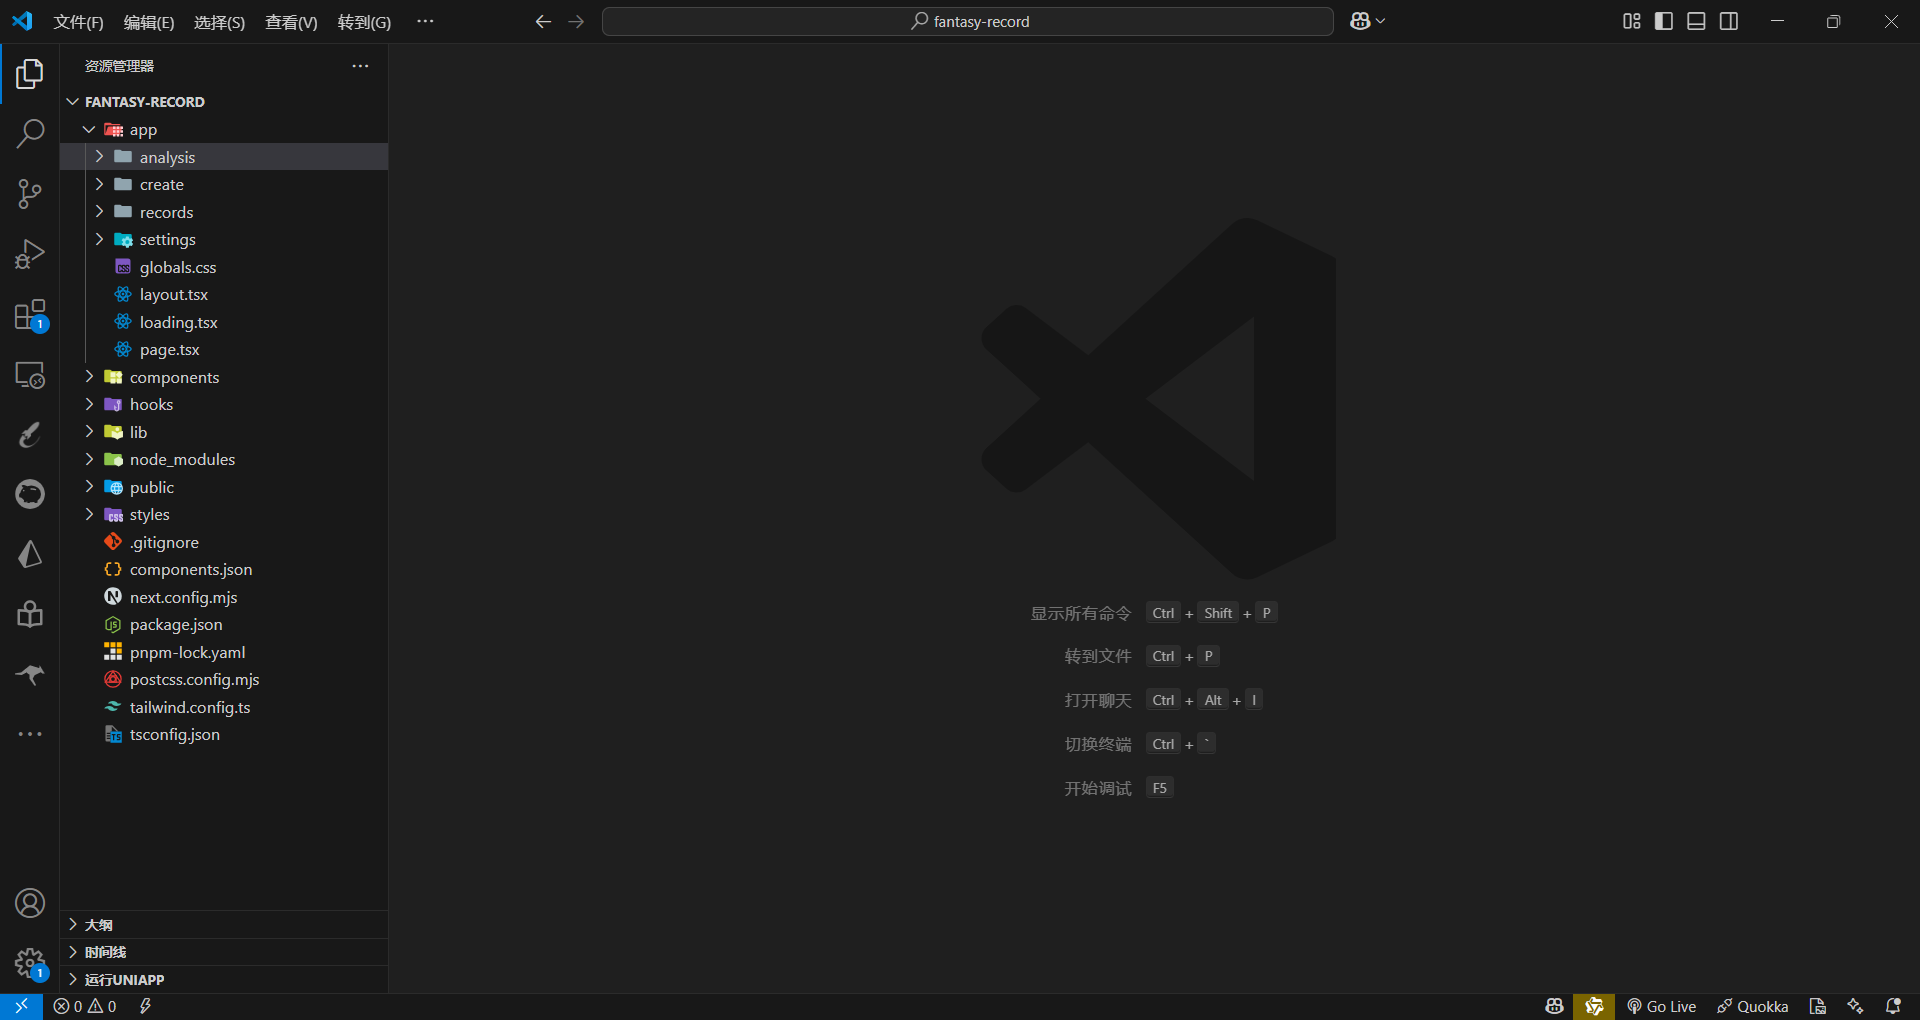 文件(F) 编辑(E) 选择(S) 查看(V) 转到(G) ···
fantasy-record
资源管理器
FANTASY-RECORD
app
analysis
create
records
settings
globals.css
layout.tsx
loading.tsx
page.tsx
components
hooks
lib
node_modules
public
styles
.gitignore
components.json
next.config.mjs
package.json
pnpm-lock.yaml
postcss.config.mjs
tailwind.config.ts
tsconfig.json
大纲
时间线
运行UNIAPP
1
1
显示所有命令 Ctrl + Shift + P
转到文件 Ctrl + P
打开聊天 Ctrl + Alt + I
切换终端 Ctrl + `
开始调试 F5
0 0
Go Live Quokka